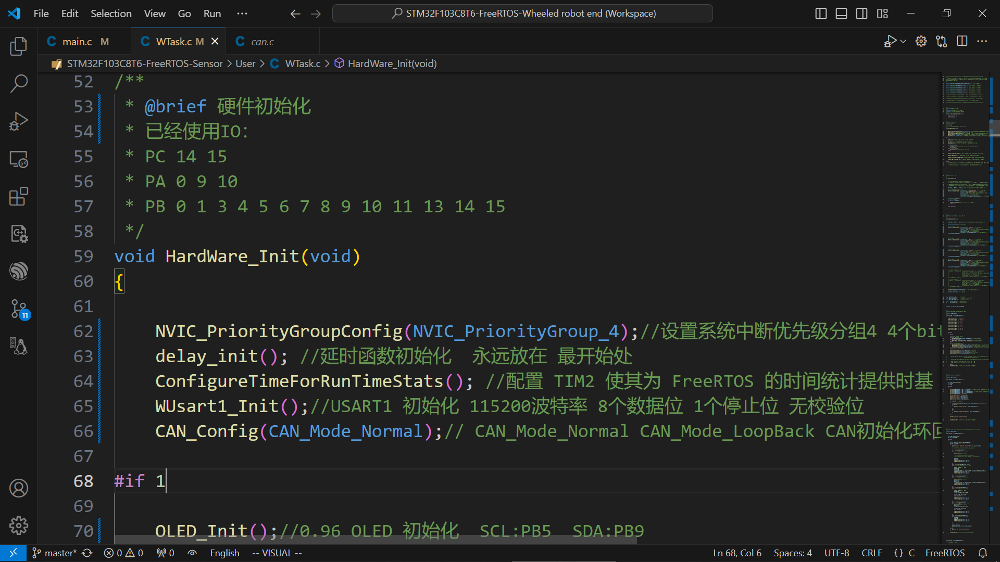 File Edit Selection View Go Run ··· STM32F103C8T6-FreeRTOS-Wheeled robot end (Workspace)
main.c M WTask.c M can.c
STM32F103C8T6-FreeRTOS-Sensor > User > WTask.c > HardWare_Init(void)
52 /**
53 * @brief 硬件初始化
54 * 已经使用IO:
55 * PC 14 15
56 * PA 0 9 10
57 * PB 0 1 3 4 5 6 7 8 9 10 11 13 14 15
58 */
59 void HardWare_Init(void)
60 {
61
62 NVIC_PriorityGroupConfig(NVIC_PriorityGroup_4);//设置系统中断优先级分组4 4个bit
63 delay_init(); //延时函数初始化 永远放在 最开始处
64 ConfigureTimeForRunTimeStats(); //配置 TIM2 使其为 FreeRTOS 的时间统计提供时基
65 WUsart1_Init();//USART1 初始化 115200波特率 8个数据位 1个停止位 无校验位
66 CAN_Config(CAN_Mode_Normal);// CAN_Mode_Normal CAN_Mode_LoopBack CAN初始化环回
67
68 #if 1
69
70 OLED_Init();//0.96 OLED 初始化 SCL:PB5 SDA:PB9
11
master* 0 0 0 English -- VISUAL -- Ln 68, Col 6 Spaces: 4 UTF-8 CRLF {} C FreeRTOS